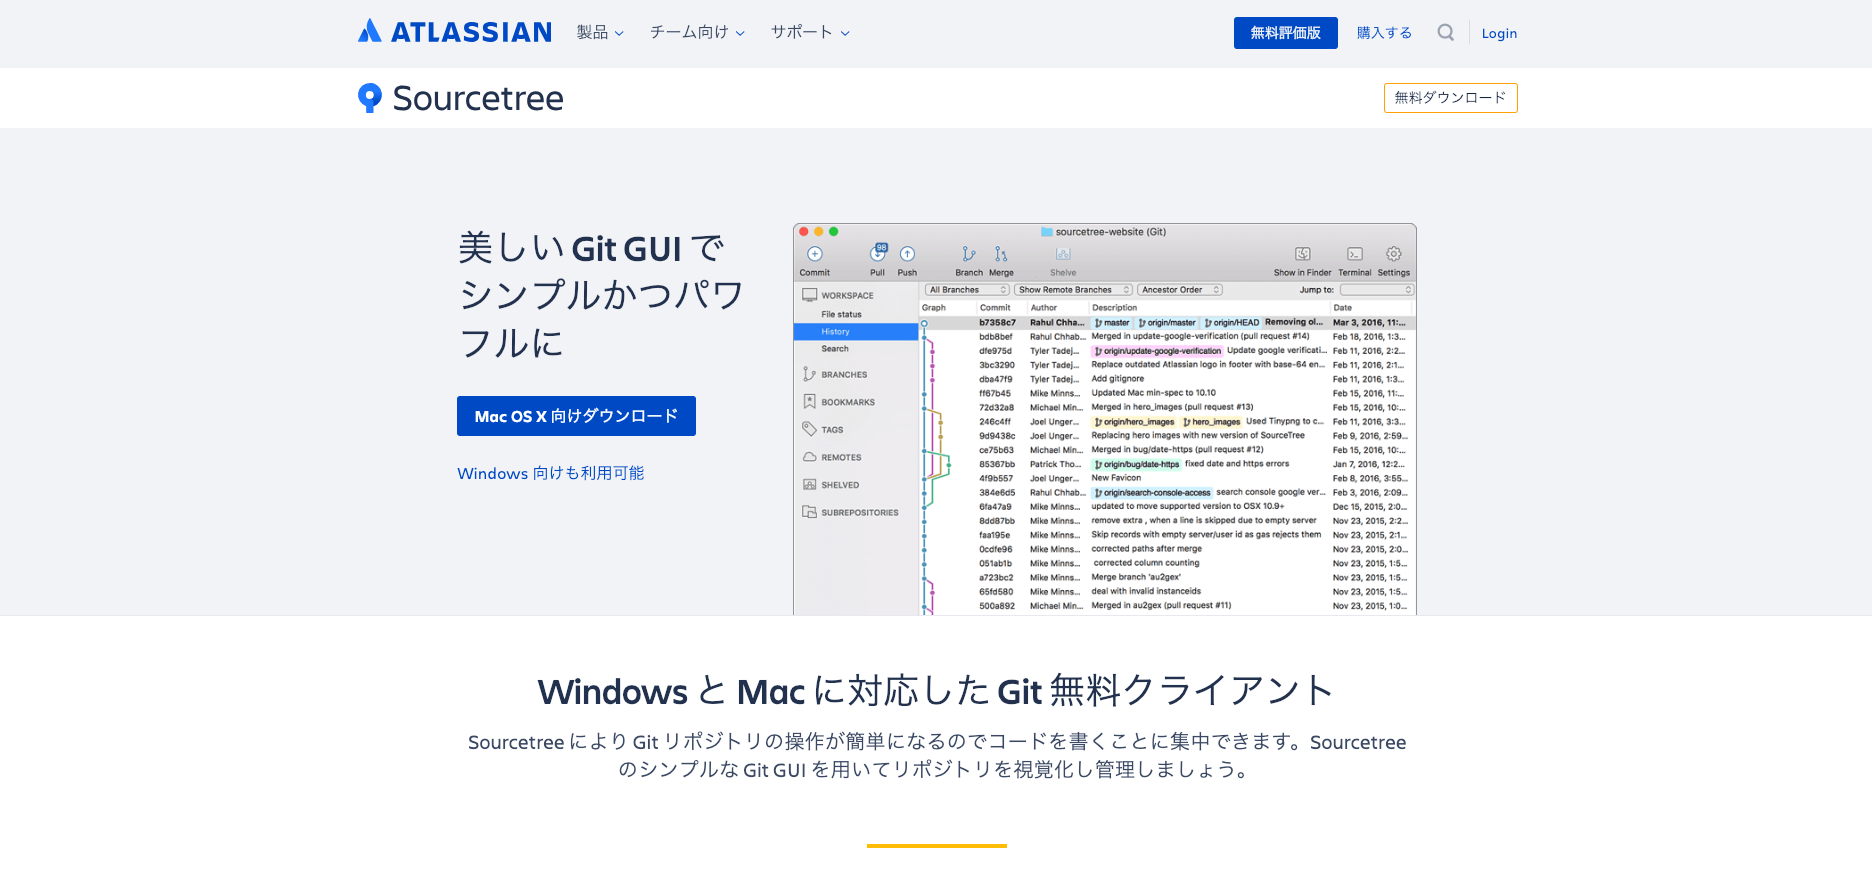 ATLASSIAN 製品 チーム向け サポート 無料評価版 購入する Login
Sourcetree 無料ダウンロード
美しい Git GUI で
シンプルかつパワ
フルに
Mac OS X 向けダウンロード
Windows 向けも利用可能
sourcetree-website (Git)
98
Commit Pull Push Branch Merge Shelve Show in Finder Terminal Settings
WORKSPACE
File status
History
Search
BRANCHES
BOOKMARKS
TAGS
REMOTES
SHELVED
SUBREPOSITORIES
All Branches Show Remote Branches Ancestor Order Jump to:
Graph Commit Author Description Date
b7358c7 Rahul Chha... master origin/master origin/HEAD Removing ol... Mar 3, 2016, 11:...
bdb8bef Rahul Chhab... Merged in update-google-verification (pull request #14) Feb 18, 2016, 1:3...
dfe975d Tyler Tadej... origin/update-google-verification Update google verificati... Feb 11, 2016, 2:2...
3bc3290 Tyler Tadej... Replace outdated Atlassian logo in footer with base-64 en... Feb 11, 2016, 2:1...
dba47f9 Tyler Tadej... Add gitignore Feb 11, 2016, 1:3...
ff67b45 Mike Minns... Updated Mac min-spec to 10.10 Feb 15, 2016, 11:...
72d32a8 Michael Min... Merged in hero_images (pull request #13) Feb 15, 2016, 10:...
246c4ff Joel Unger... origin/hero_images hero_images Used Tinypng to c... Feb 11, 2016, 3:3...
9d9438c Joel Unger... Replacing hero images with new version of SourceTree Feb 9, 2016, 2:59...
ce75b63 Michael Min... Merged in bug/date-https (pull request #12) Feb 15, 2016, 10:...
85367bb Patrick Tho... origin/bug/date-https fixed date and https errors Jan 7, 2016, 12:2...
4f9b557 Joel Unger... New Favicon Feb 8, 2016, 3:55...
384e6d5 Rahul Chhab... origin/search-console-access search console google ver... Feb 3, 2016, 2:09...
6fa47a9 Mike Minns... updated to move supported version to OSX 10.9+ Dec 15, 2015, 2:0...
8dd87bb Mike Minns... remove extra , when a line is skipped due to empty server Nov 23, 2015, 2:2...
faa195e Mike Minns... Skip records with empty server/user id as gas rejects them Nov 23, 2015, 2:1...
0cdfe96 Mike Minns... corrected paths after merge Nov 23, 2015, 2:0...
051ab1b Mike Minns... corrected column counting Nov 23, 2015, 1:5...
a723bc2 Mike Minns... Merge branch 'au2gex' Nov 23, 2015, 1:5...
65fd580 Mike Minns... deal with invalid instanceids Nov 23, 2015, 1:5...
500a892 Michael Min... Merged in au2gex (pull request #11) Nov 23, 2015, 1:0...
Windows と Mac に対応した Git 無料クライアント
Sourcetree により Git リポジトリの操作が簡単になるのでコードを書くことに集中できます。Sourcetree
のシンプルな Git GUI を用いてリポジトリを視覚化し管理しましょう。